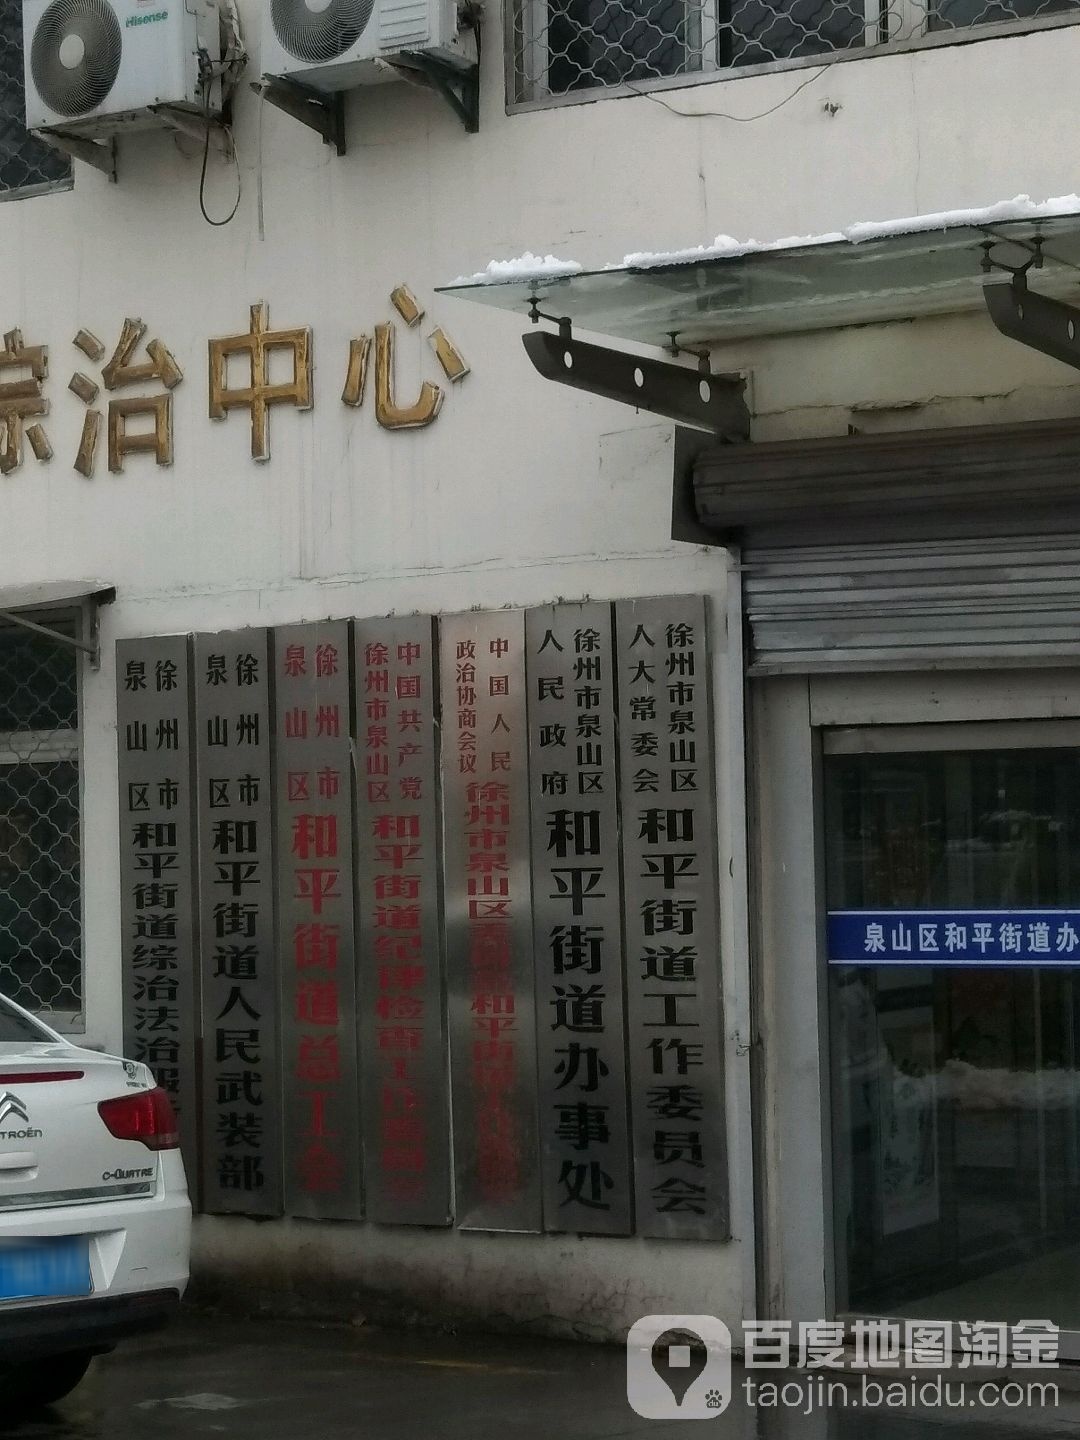 Hisense
综治中心
徐州市泉山区
人大常委会
和平街道工作委员会
徐州市泉山区
人民政府
和平街道办事处
中国人民
政治协商会议
徐州市泉山区
和平街
中国共产党
徐州市泉山区
和平街道纪律检查工
徐州市
泉山区
和平街道总工会
徐州市
泉山区
和平街道人民武装部
徐州市
泉山区
和平街道综治法治服
泉山区和平街道办
CITROËN
C-QUATRE
百度地图淘金
taojin.baidu.com